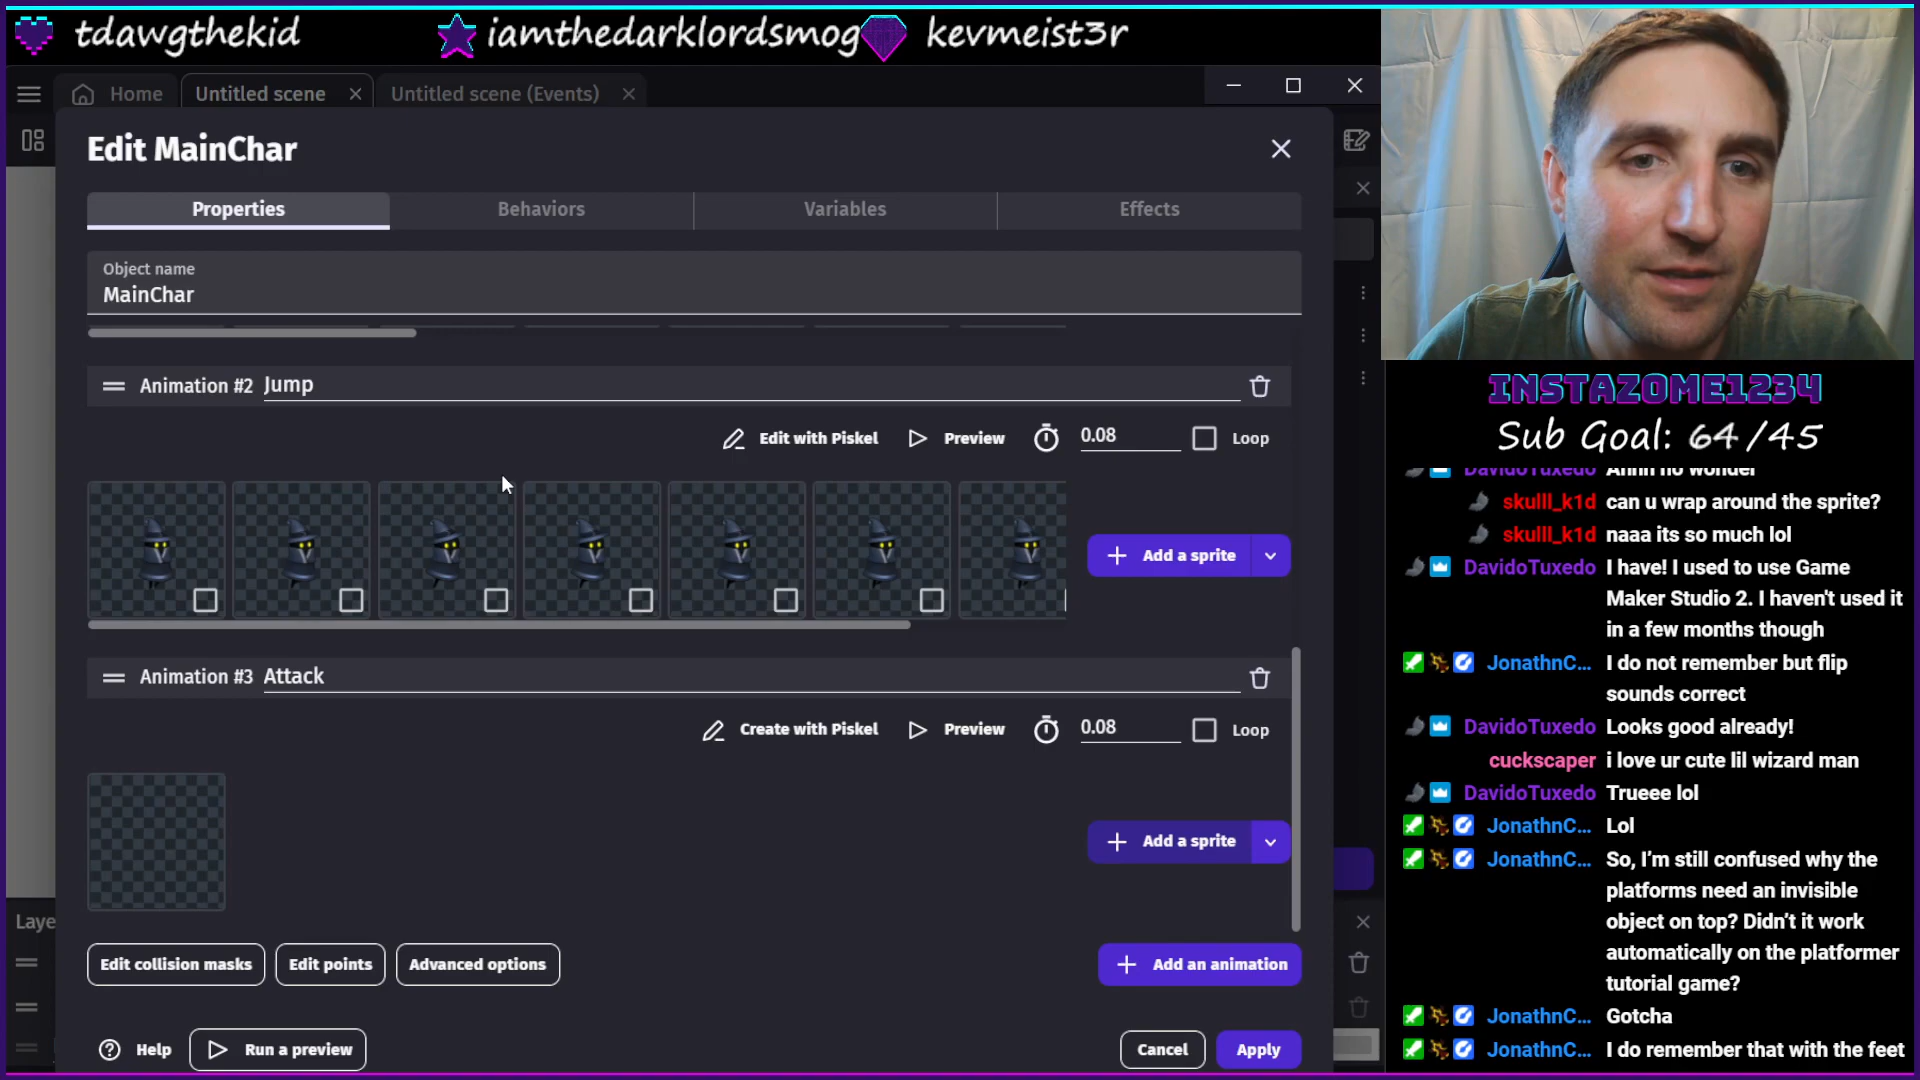 tdawgthekid
iamthedarklordsmog
kevmeist3r
Home
Untitled scene
Untitled scene (Events)
Edit MainChar
Properties
Behaviors
Variables
Effects
Object name
MainChar
Animation #2 Jump
Edit with Piskel
Preview
0.08
Loop
Add a sprite
Animation #3 Attack
Create with Piskel
Preview
0.08
Loop
Add a sprite
Edit collision masks
Edit points
Advanced options
Add an animation
Help
Run a preview
Cancel
Apply
Laye
INSTAZOME1234
Sub Goal: 64/45
DavidoTuxedo Ahhh no wonder
skulll_k1d can u wrap around the sprite?
skulll_k1d naaa its so much lol
DavidoTuxedo I have! I used to use Game
Maker Studio 2. I haven't used it
in a few months though
JonathnC... I do not remember but flip
sounds correct
DavidoTuxedo Looks good already!
cuckscaper i love ur cute lil wizard man
DavidoTuxedo Trueee lol
JonathnC... Lol
JonathnC... So, I'm still confused why the
platforms need an invisible
object on top? Didn't it work
automatically on the platformer
tutorial game?
JonathnC... Gotcha
JonathnC... I do remember that with the feet